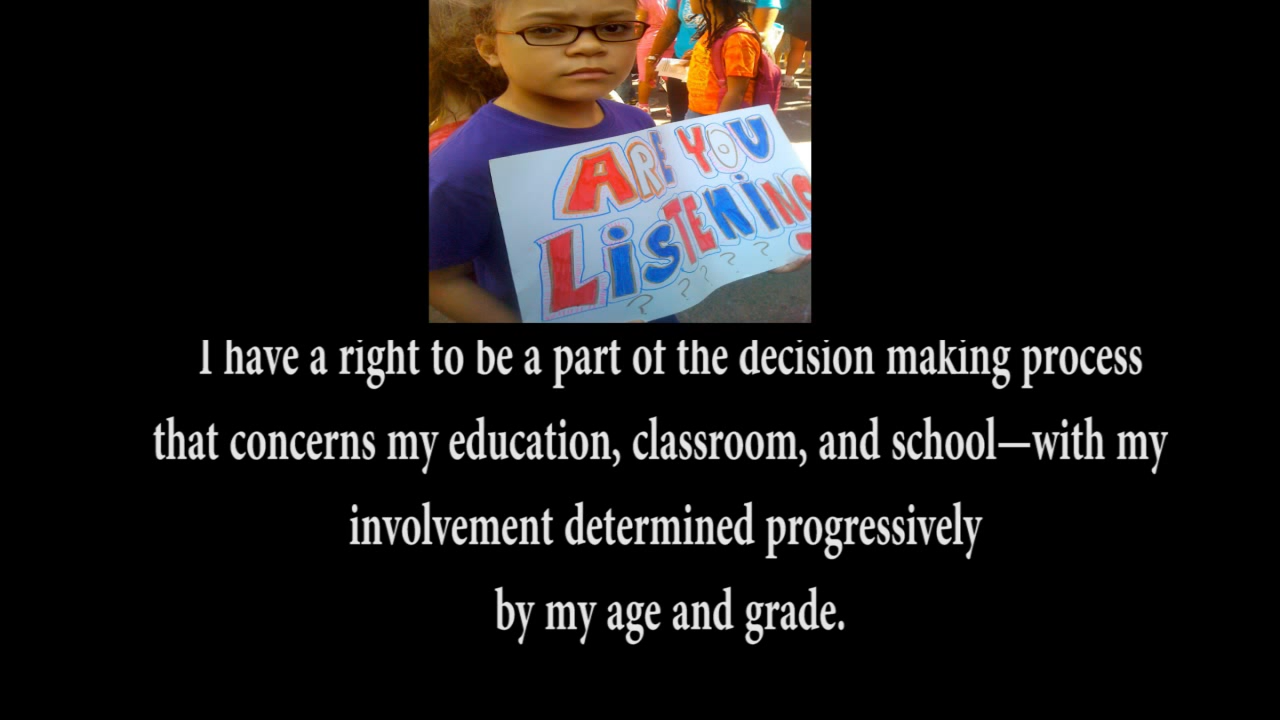 ARE YOU
LiSTENiNG
? ? ? ? ?
I have a right to be a part of the decision making process
that concerns my education, classroom, and school—with my
involvement determined progressively
by my age and grade.